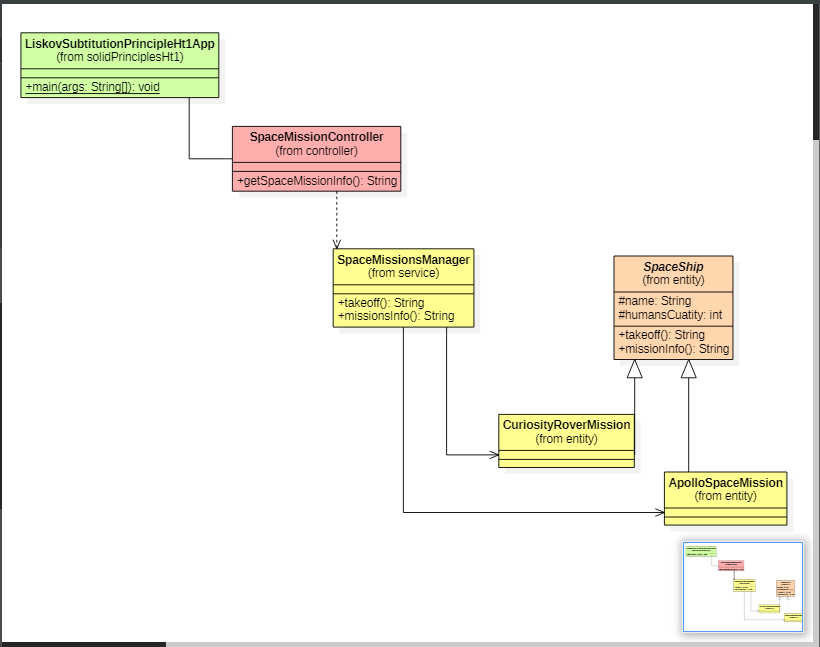 LiskovSubtitutionPrincipleHt1App
(from solidPrinciplesHt1)
+main(args: String[]): void
SpaceMissionController
(from controller)
+getSpaceMissionInfo(): String
SpaceMissionsManager
(from service)
+takeoff(): String
+missionsInfo(): String
SpaceShip
(from entity)
#name: String
#humansCuatity: int
+takeoff(): String
+missionInfo(): String
CuriosityRoverMission
(from entity)
ApolloSpaceMission
(from entity)